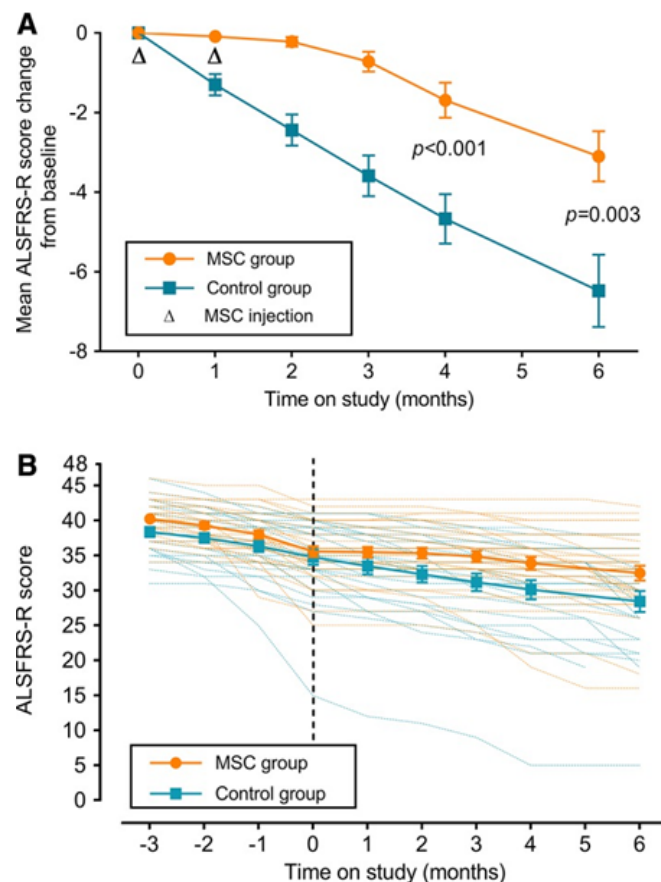 A
Mean ALSFRS-R score change
from baseline
0
-2
-4
-6
-8
Δ
Δ
p<0.001
p=0.003
MSC group
Control group
Δ MSC injection
0 1 2 3 4 5 6
Time on study (months)
B
ALSFRS-R score
48
45
40
35
30
25
20
15
10
5
0
MSC group
Control group
-3 -2 -1 0 1 2 3 4 5 6
Time on study (months)